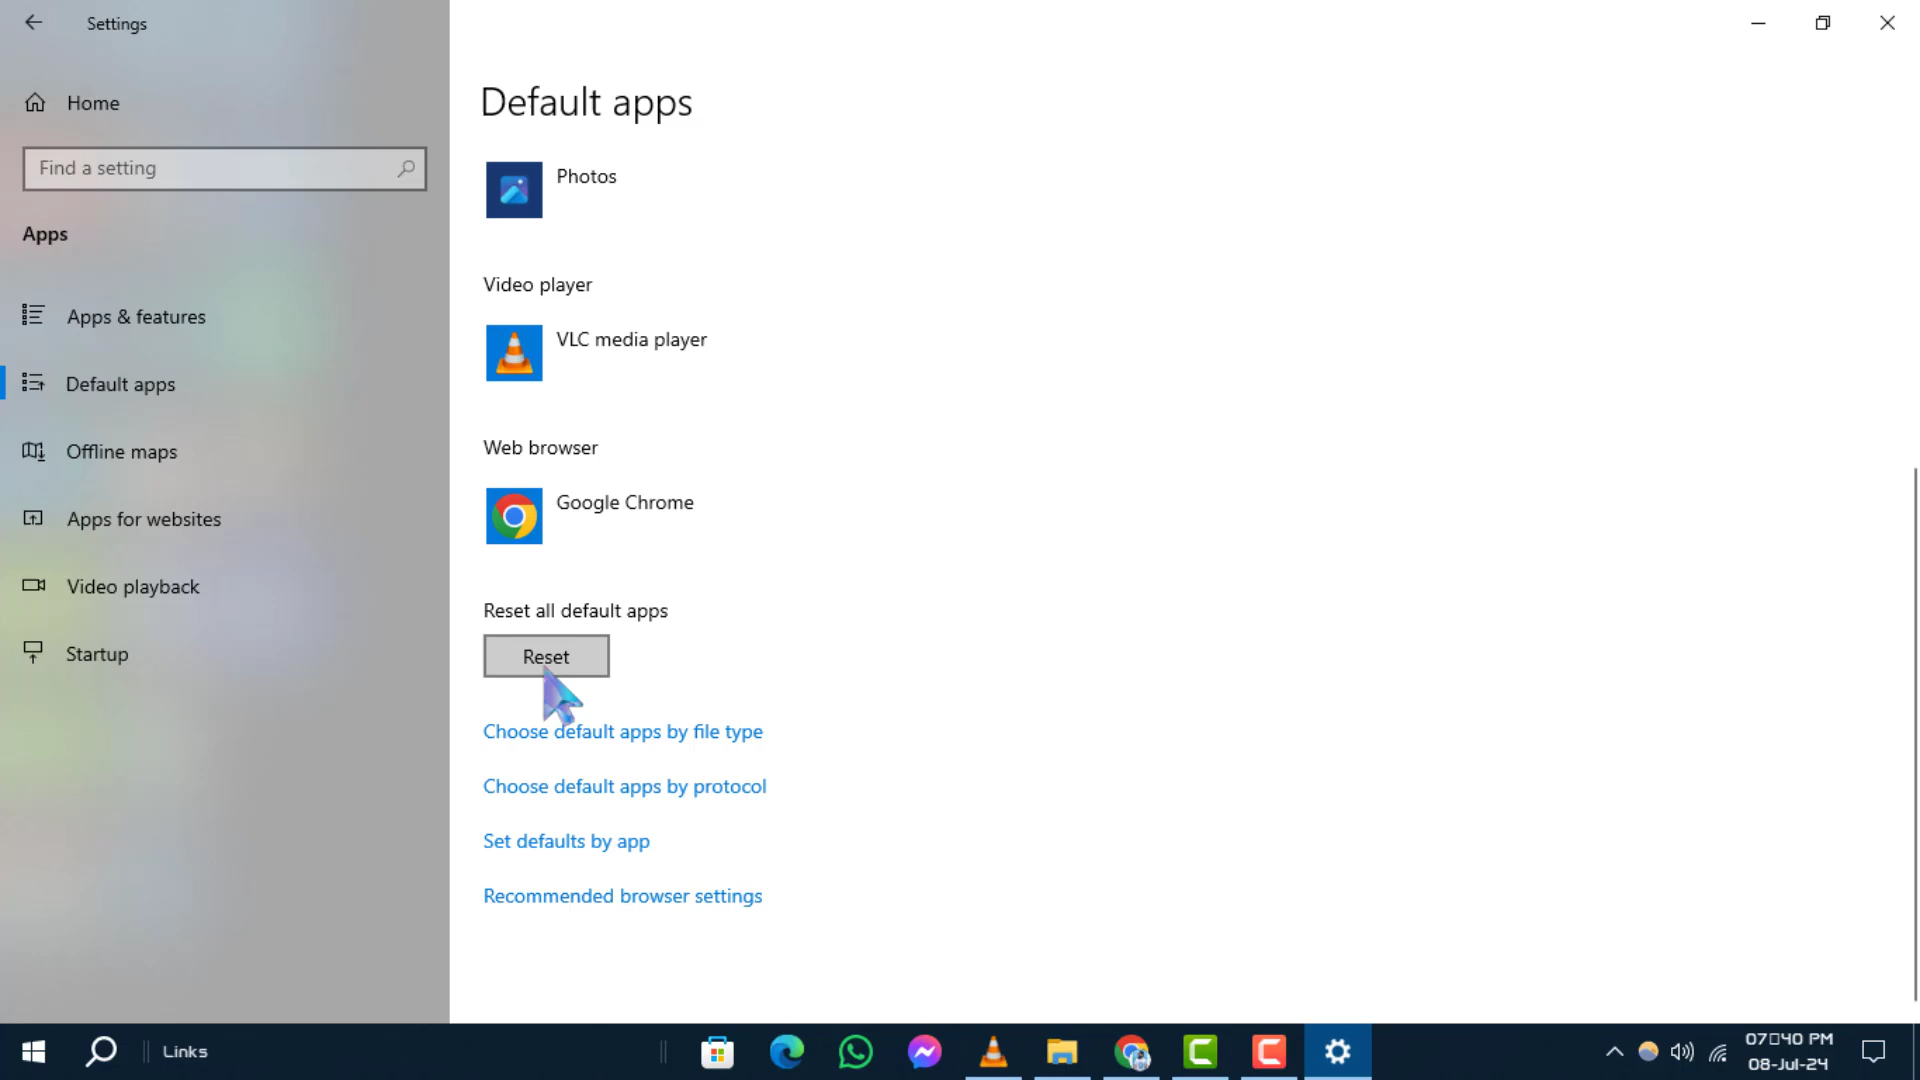 Settings
Home
Find a setting
Apps
Apps & features
Default apps
Offline maps
Apps for websites
Video playback
Startup
Default apps
Photos
Video player
VLC media player
Web browser
Google Chrome
Reset all default apps
Reset
Choose default apps by file type
Choose default apps by protocol
Set defaults by app
Recommended browser settings
Links
07▯40 PM
08-Jul-24